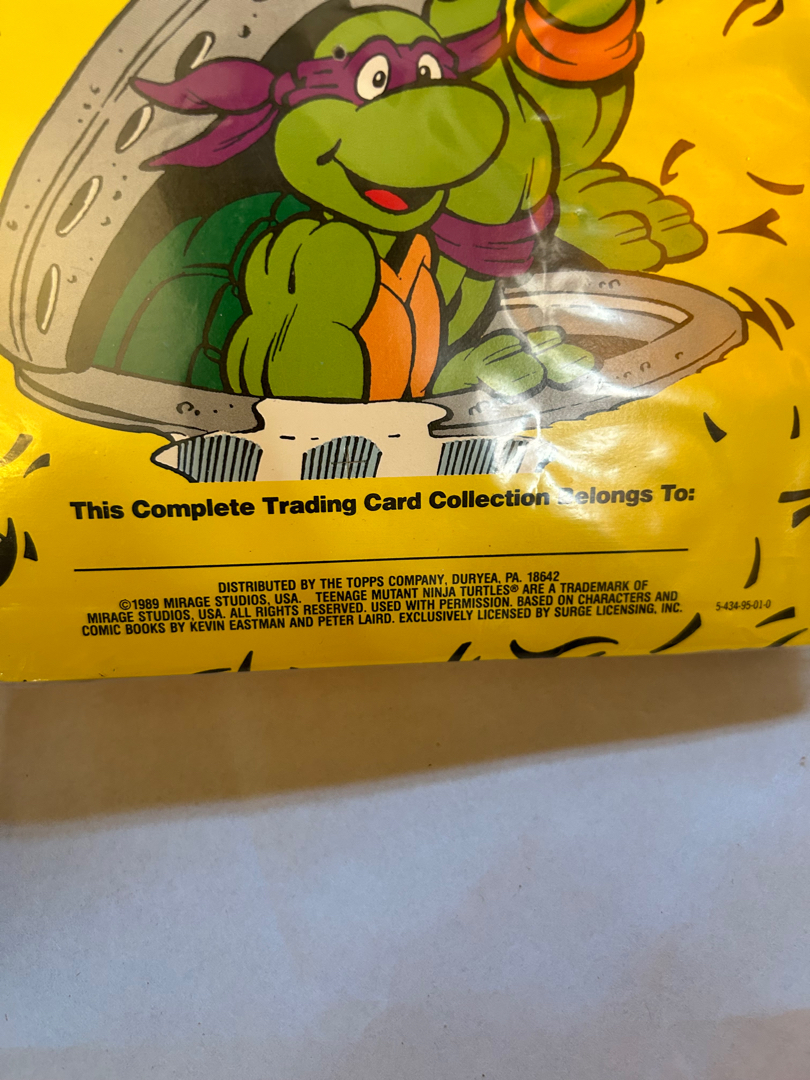 This Complete Trading Card Collection Belongs To:
DISTRIBUTED BY THE TOPPS COMPANY, DURYEA, PA. 18642
©1989 MIRAGE STUDIOS, USA. TEENAGE MUTANT NINJA TURTLES® ARE A TRADEMARK OF
MIRAGE STUDIOS, USA. ALL RIGHTS RESERVED. USED WITH PERMISSION. BASED ON CHARACTERS AND
COMIC BOOKS BY KEVIN EASTMAN AND PETER LAIRD. EXCLUSIVELY LICENSED BY SURGE LICENSING, INC.
5-434-95-01-0